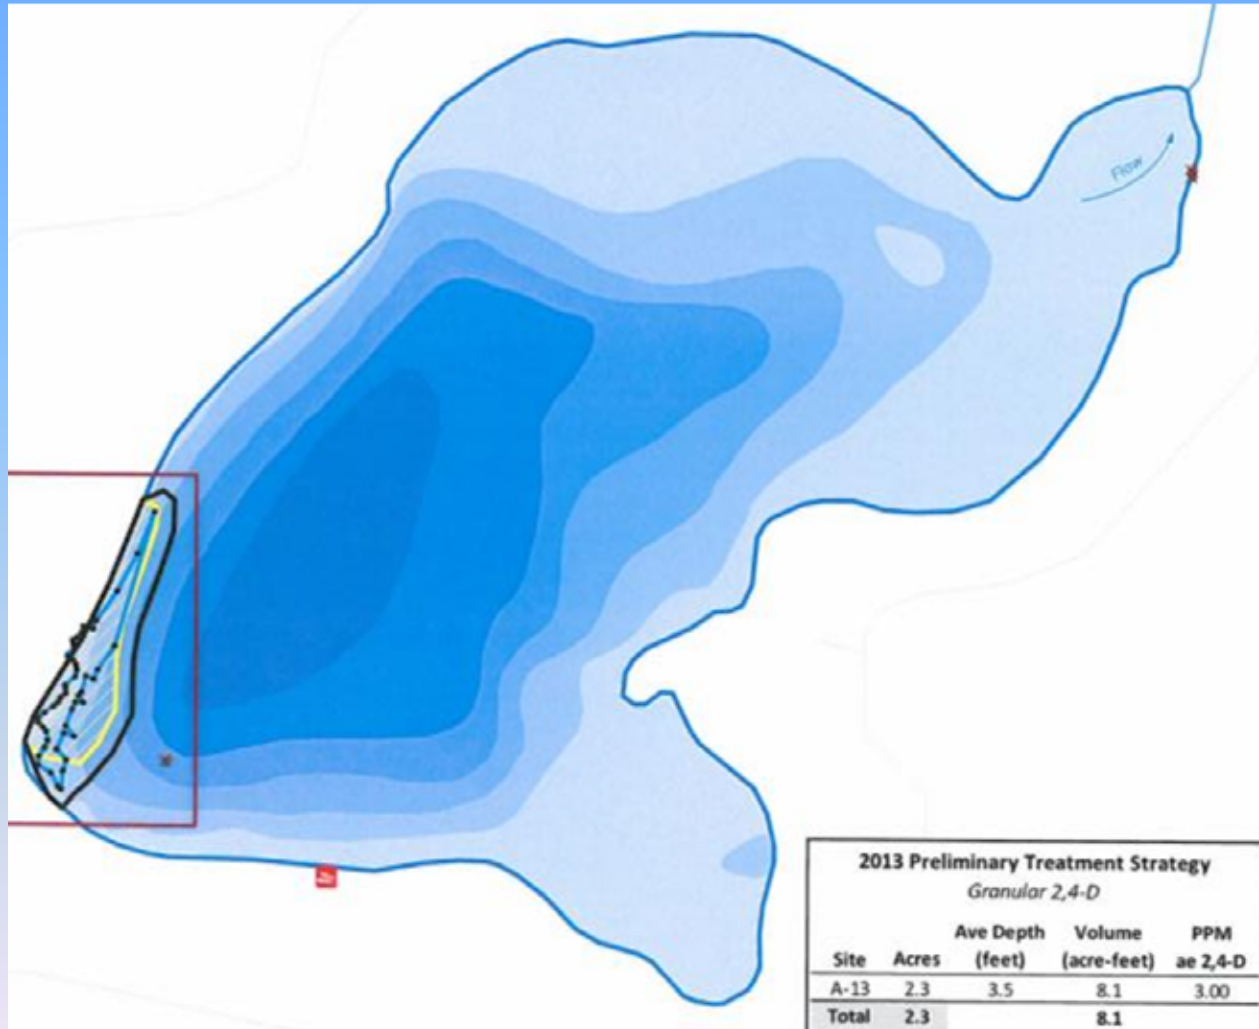 Flow
2013 Preliminary Treatment Strategy
Granular 2,4-D
Ave Depth Volume PPM
Site Acres (feet) (acre-feet) ae 2,4-D
A-13 2.3 3.5 8.1 3.00
Total 2.3 8.1